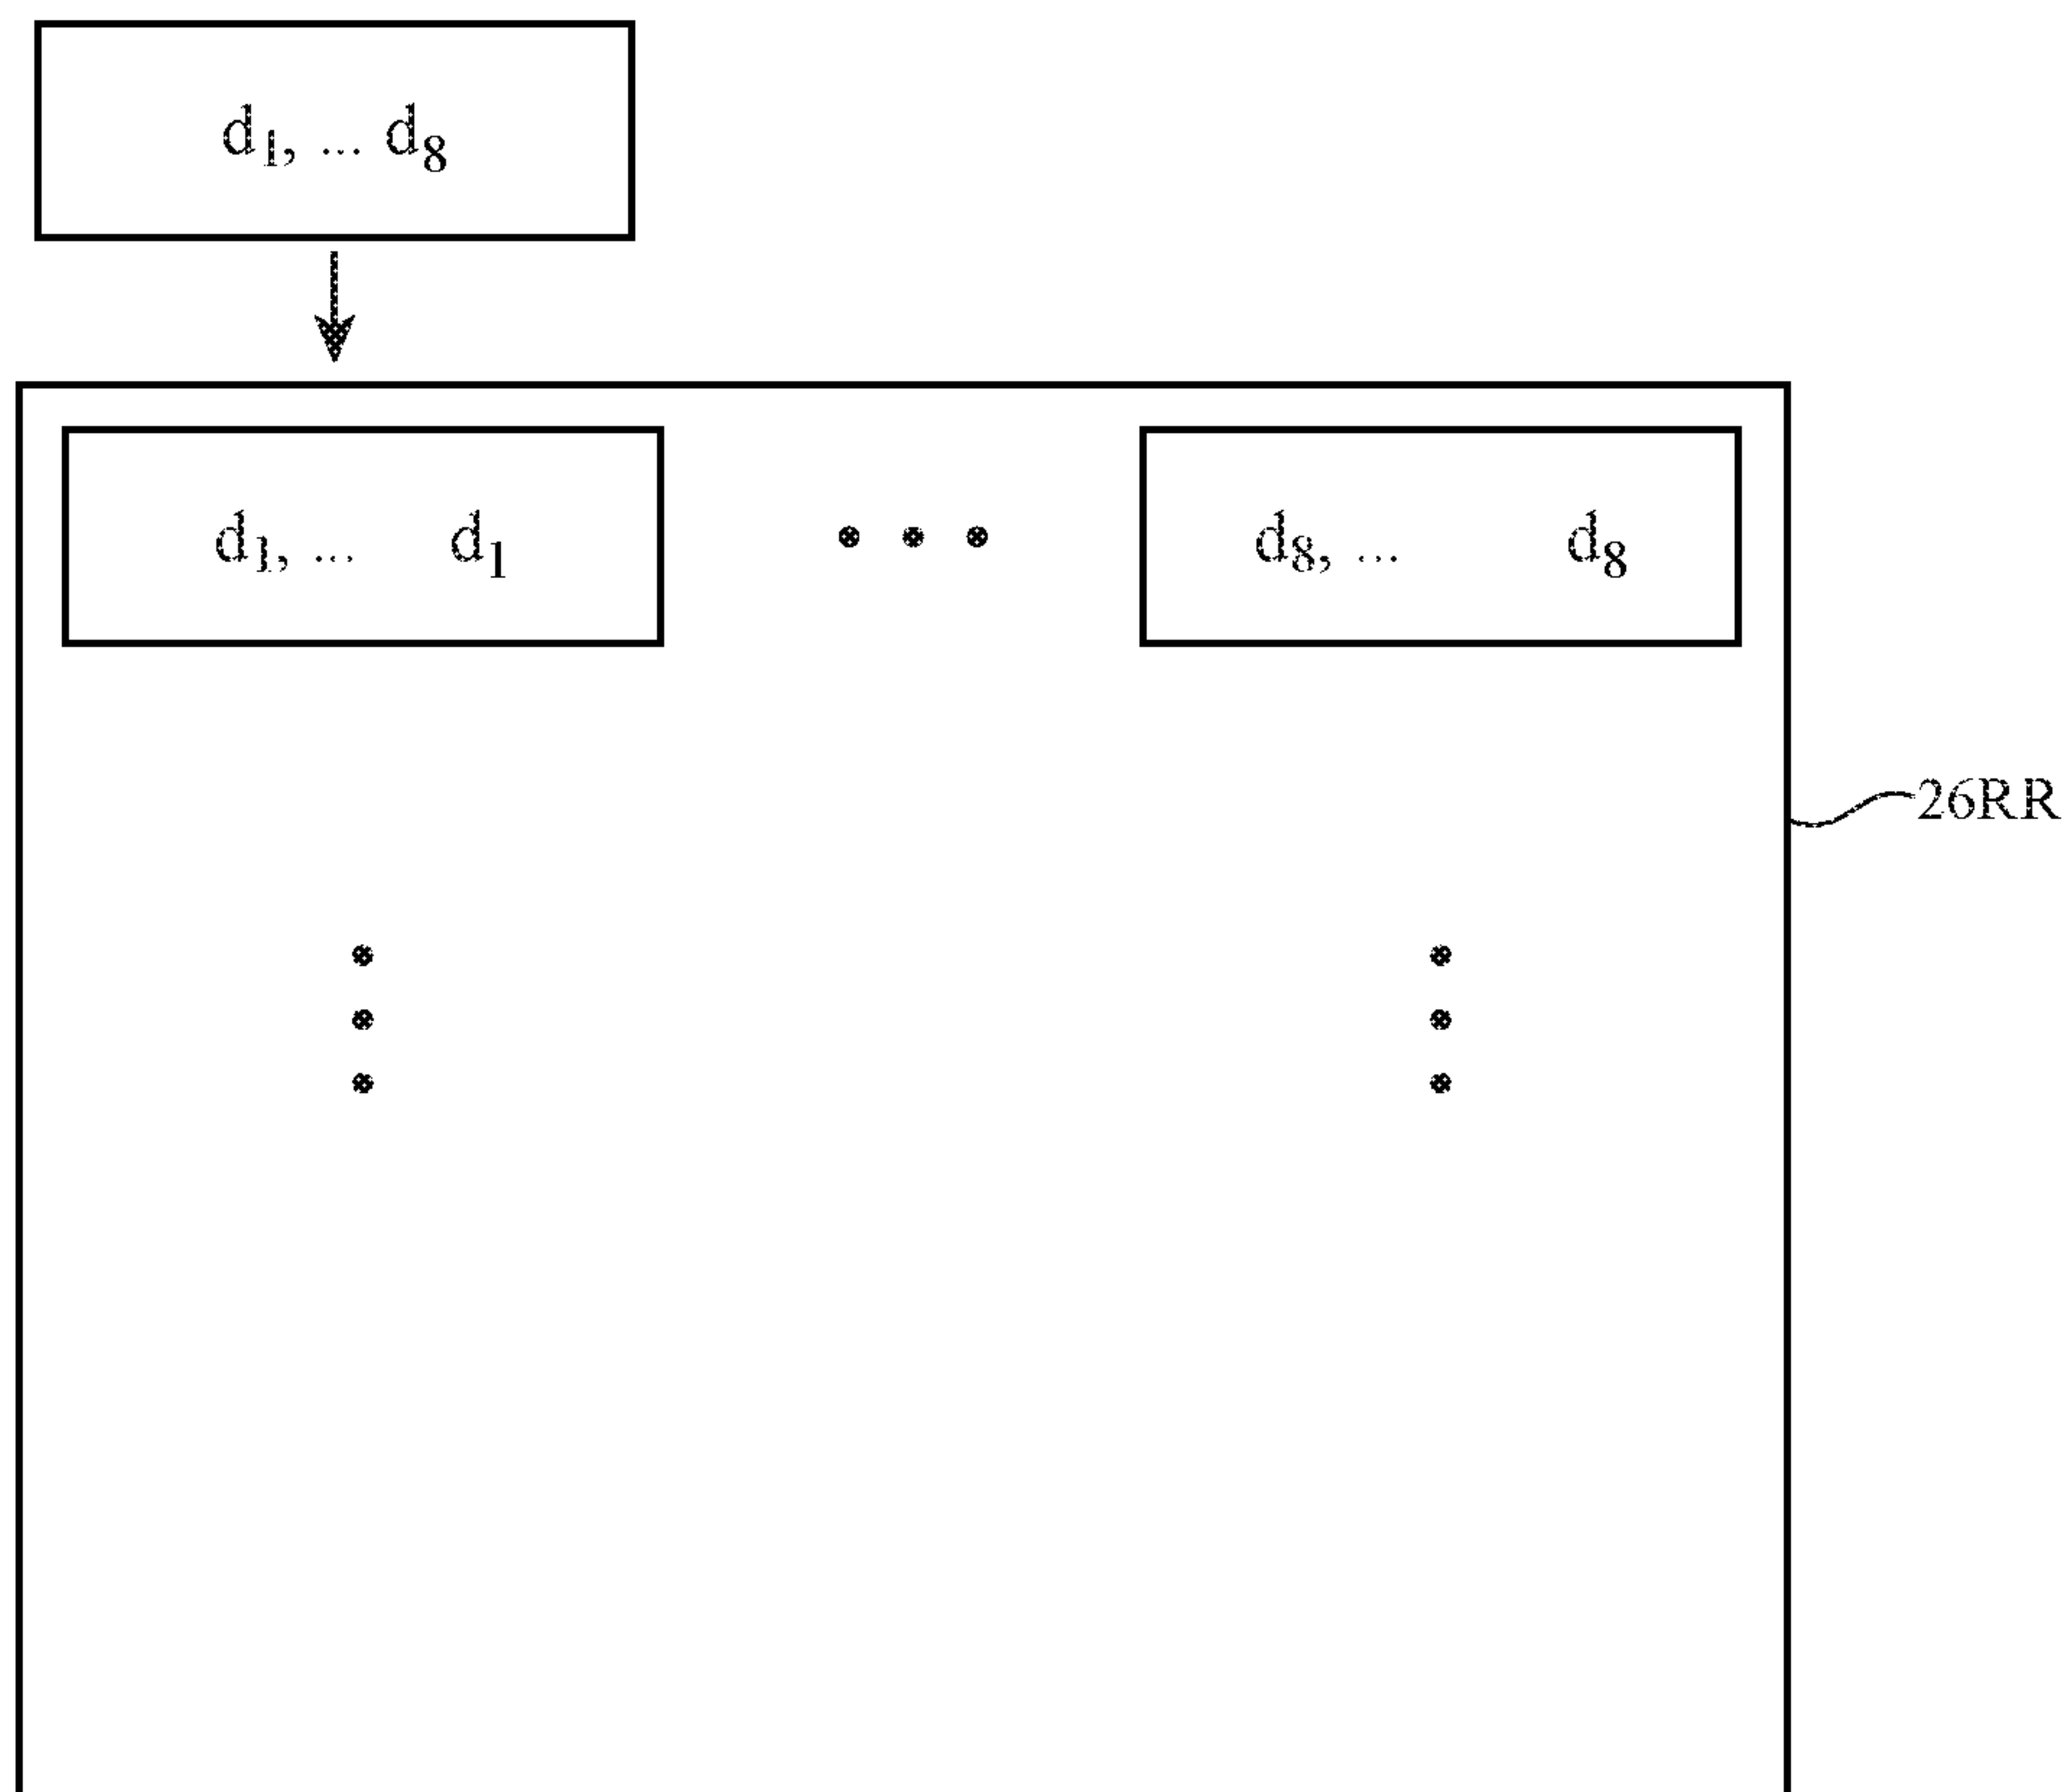 d₁, ... d₈
d₁, ... d₁ • • • d₈, ... d₈
26RR